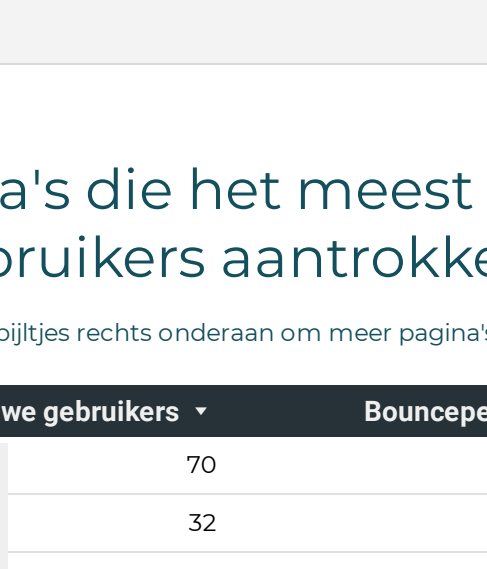 a's die het meest
bruikers aantrokke
pijltjes rechts onderaan om meer pagina's
we gebruikers Bouncepe
70
32